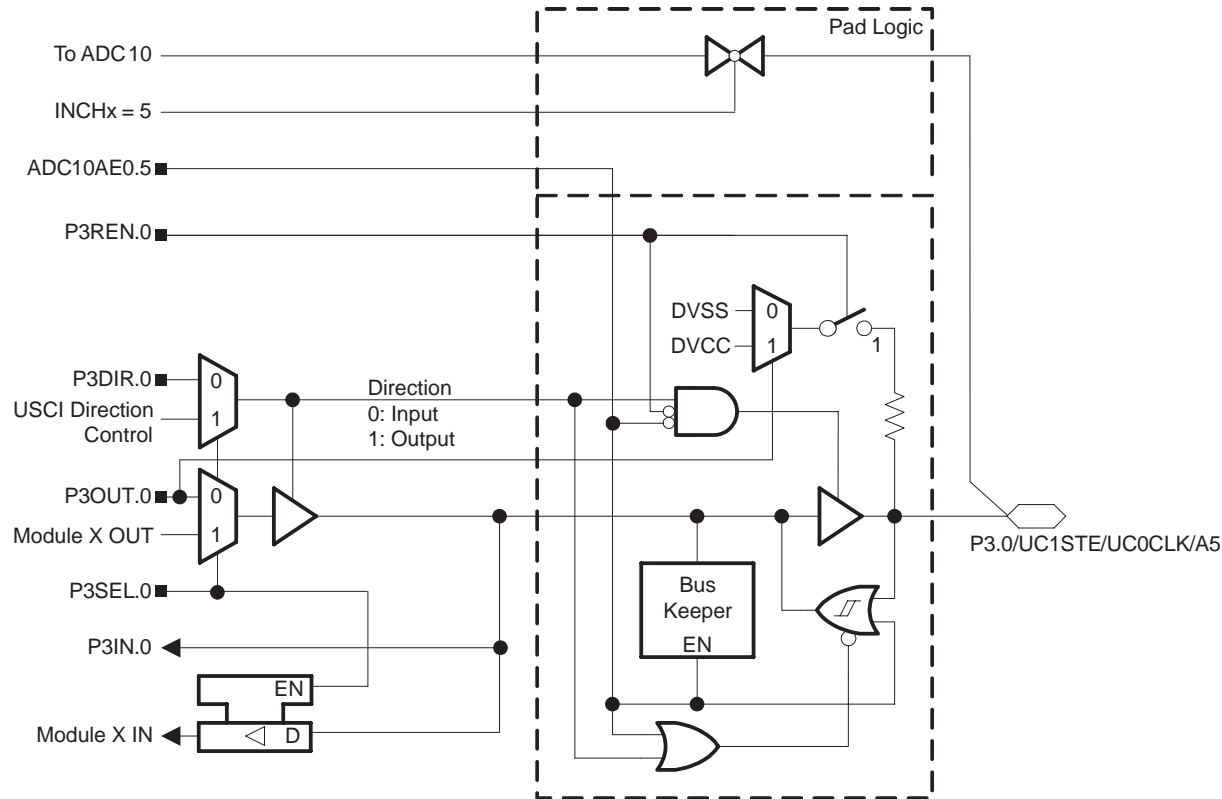 Pad Logic
To ADC 10
INCHx = 5
ADC10AE0.5
P3REN.0
DVSS
0
DVCC
1
1
P3DIR.0
0
USCI Direction
Control
1
Direction
0: Input
1: Output
P3OUT.0
0
Module X OUT
1
P3.0/UC1STE/UC0CLK/A5
P3SEL.0
Bus
Keeper
EN
P3IN.0
EN
Module X IN
D